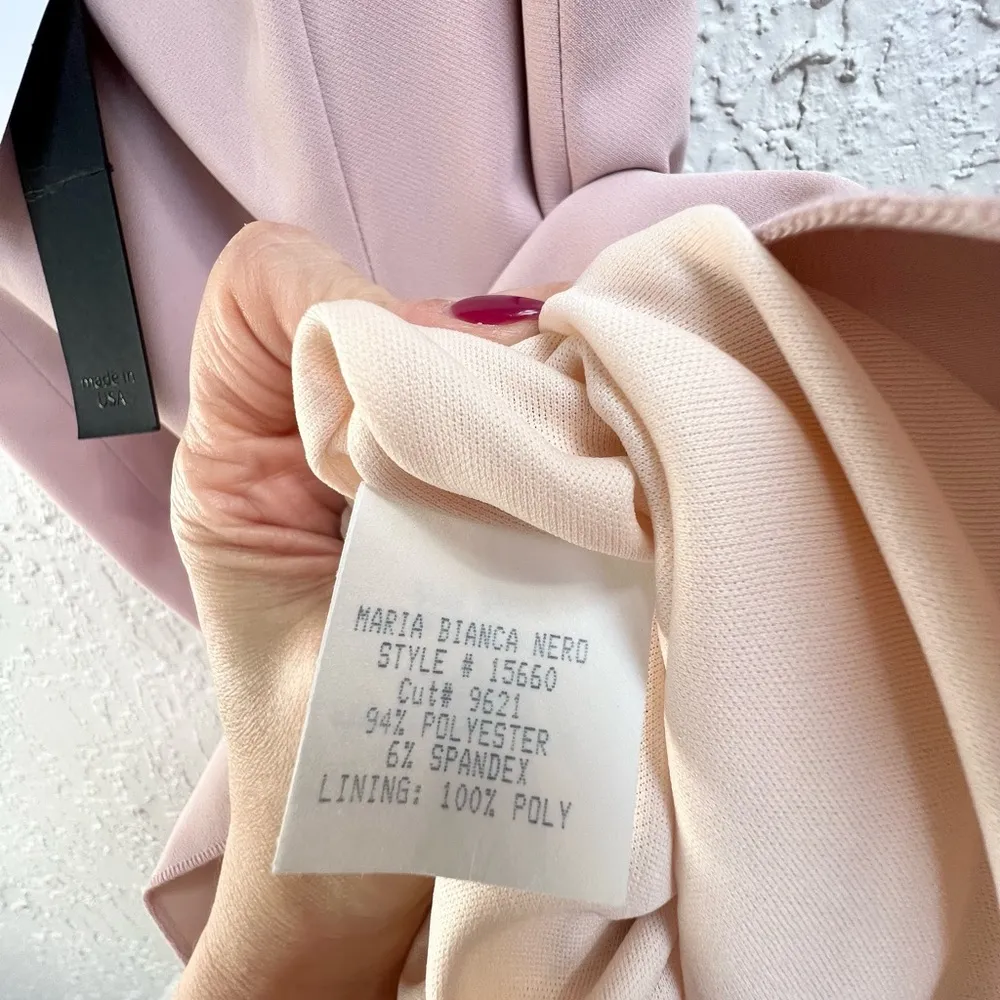 made in
USA
MARIA BIANCA NERO
STYLE # 15660
Cut# 9621
94% POLYESTER
6% SPANDEX
LINING: 100% POLY